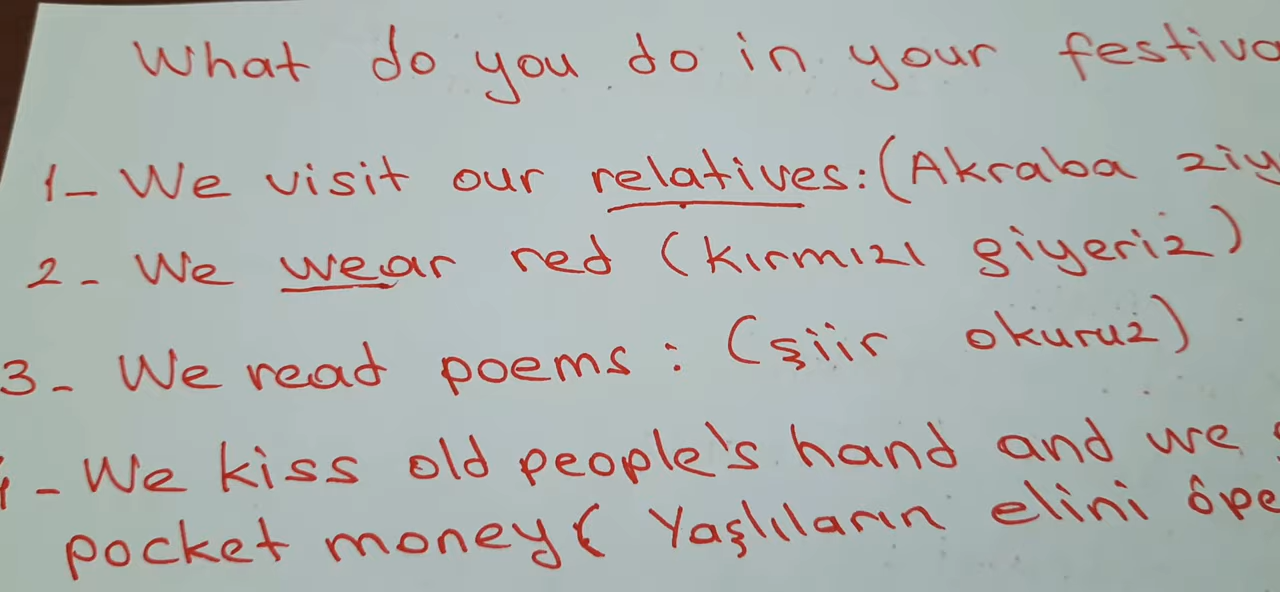 What do you do in your festiva
1- We visit our relatives: (Akraba ziy
2- We wear red (kırmızı giyeriz)
3- We read poems: (şiir okuruz)
- We kiss old people's hand and we
pocket money ( Yaşlıların elini öpe